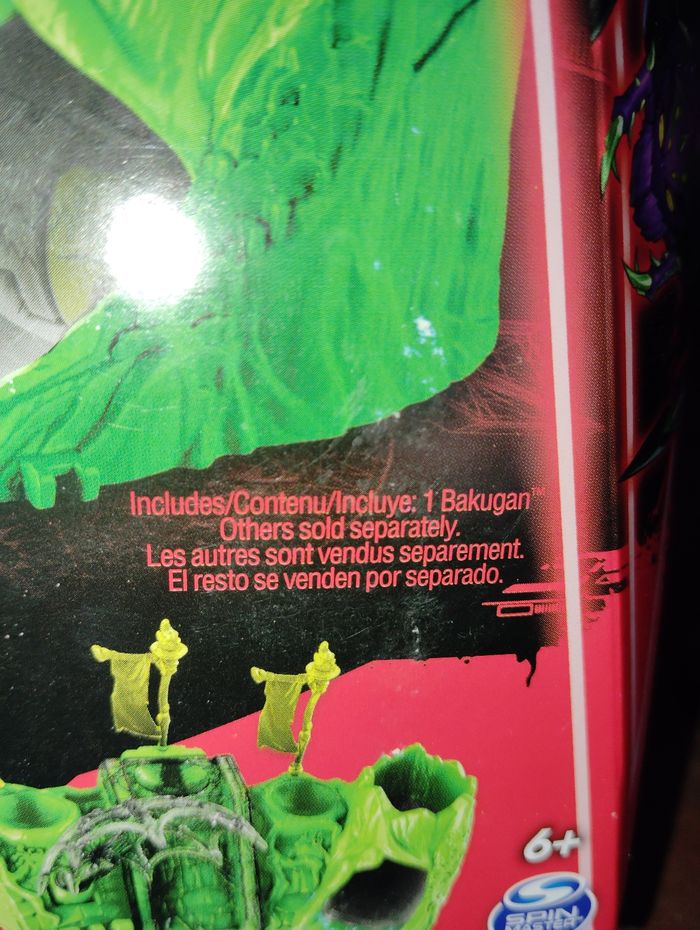 Includes/Contenu/Incluye: 1 Bakugan™
Others sold separately.
Les autres sont vendus separement.
El resto se venden por separado.
6+
SPIN
MASTER™